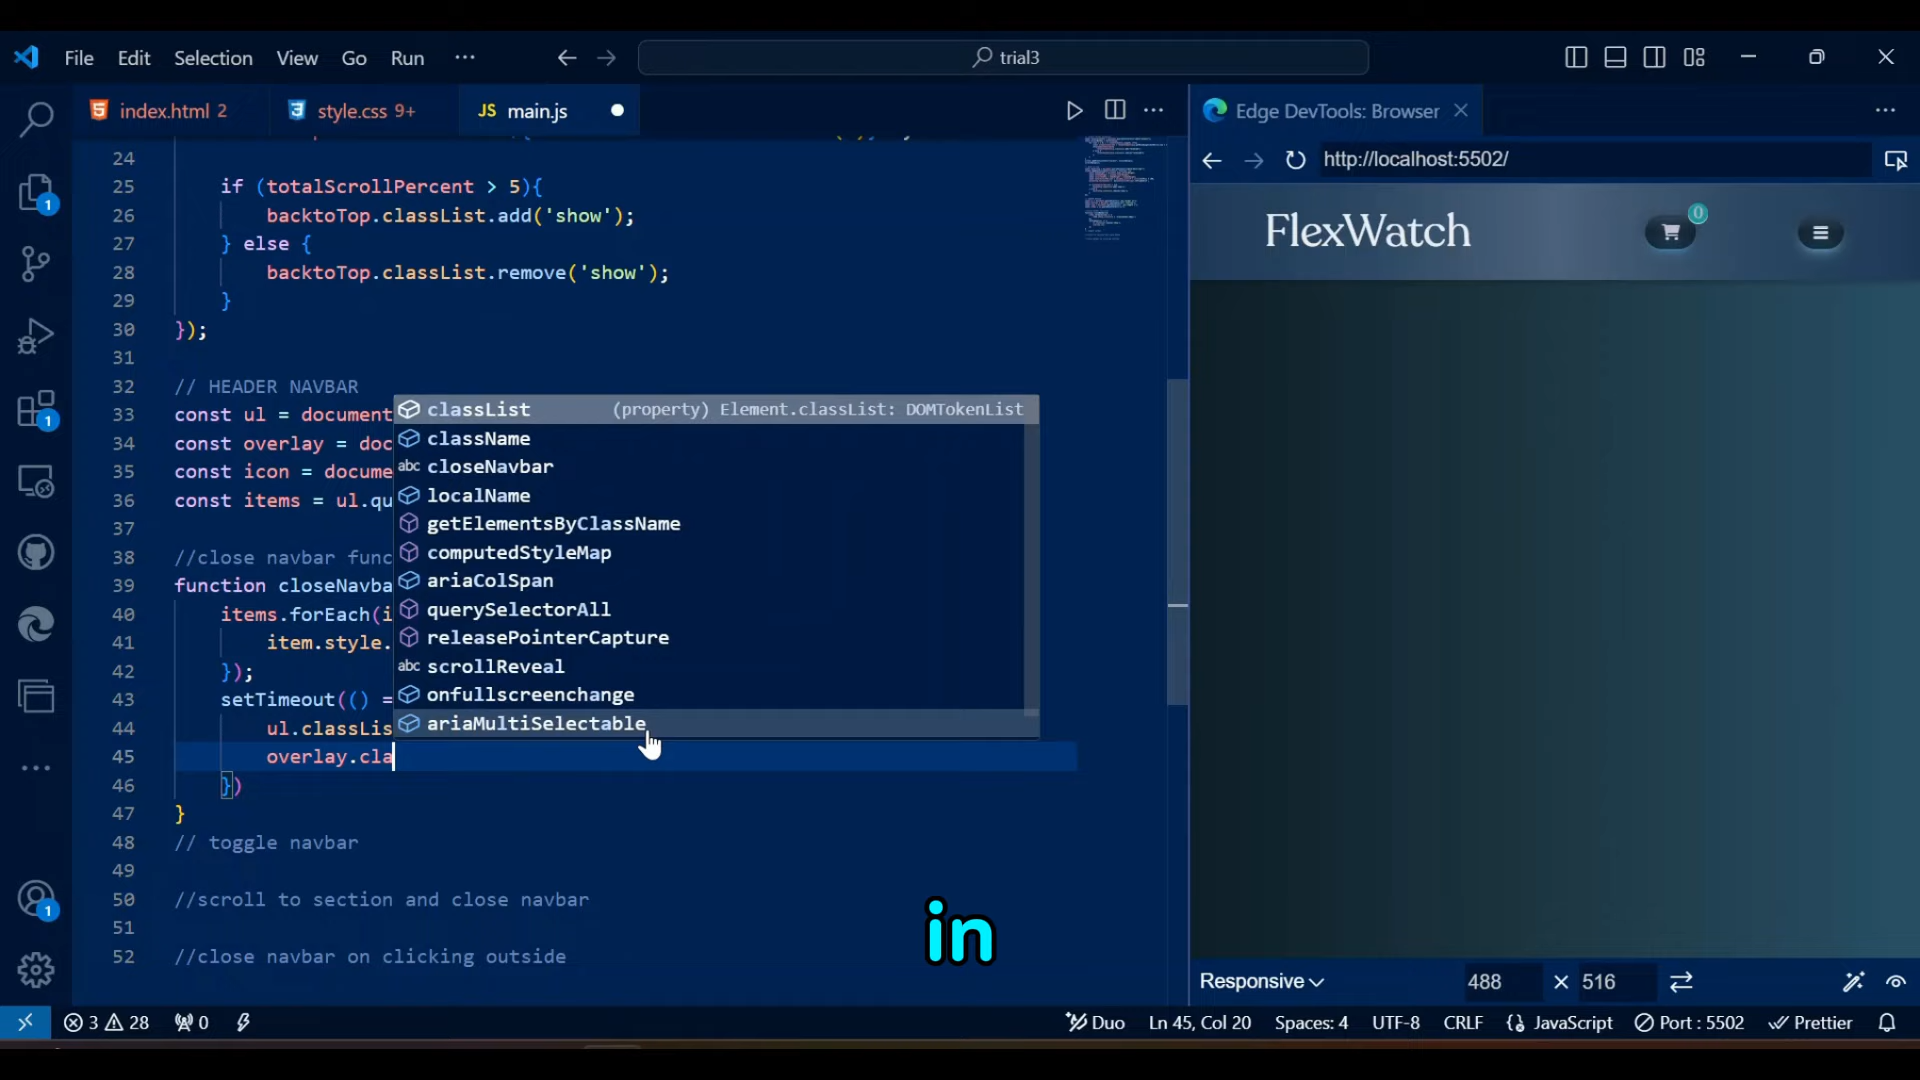 File Edit Selection View Go Run ··· trial3
index.html 2 style.css 9+ JS main.js Edge DevTools: Browser
http://localhost:5502/
24
25 if (totalScrollPercent > 5){
26 backtoTop.classList.add('show');
27 } else {
28 backtoTop.classList.remove('show');
29 }
30 });
31
32 // HEADER NAVBAR
33 const ul = document
34 const overlay = doc
35 const icon = docume
36 const items = ul.qu
37
38 //close navbar func
39 function closeNavba
40 items.forEach(i
41 item.style.
42 });
43 setTimeout(() =
44 ul.classLis
45 overlay.cla
46 })
47 }
48 // toggle navbar
49
50 //scroll to section and close navbar
51
52 //close navbar on clicking outside
classList (property) Element.classList: DOMTokenList
className
abc closeNavbar
localName
getElementsByClassName
computedStyleMap
ariaColSpan
querySelectorAll
releasePointerCapture
abc scrollReveal
onfullscreenchange
ariaMultiSelectable
FlexWatch 0
in
1
1
1
Responsive 488 × 516
3 28 0 Duo Ln 45, Col 20 Spaces: 4 UTF-8 CRLF {} JavaScript Port : 5502 Prettier